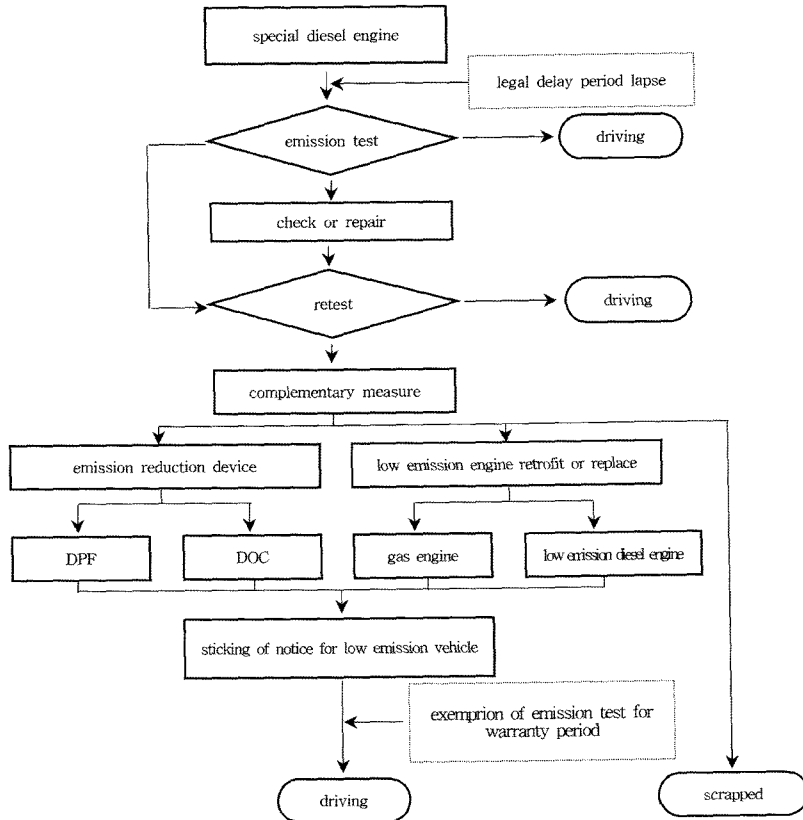 special diesel engine
legal delay period lapse
emission test
driving
check or repair
retest
driving
complementary measure
emission reduction device
low emission engine retrofit or replace
DPF
DOC
gas engine
low emission diesel engine
sticking of notice for low emission vehicle
exemprion of emission test for
warranty period
driving
scrapped